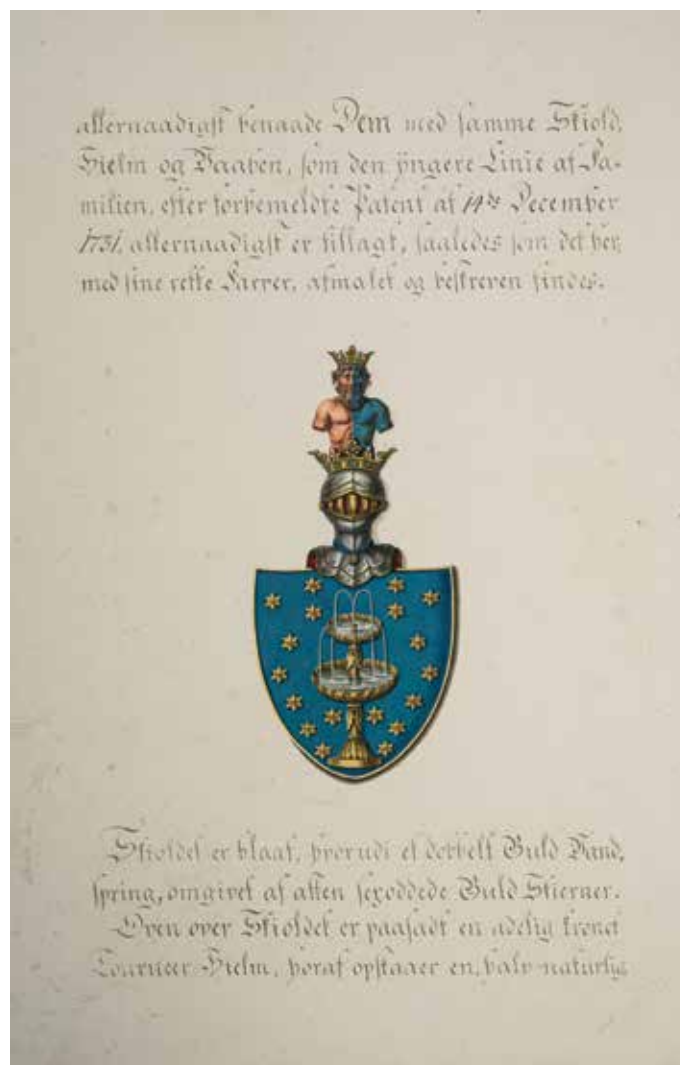 allernaadigst benaade Dem med samme Skiold,
Hielm og Vaaben, som den yngere Linie af Fa-
milien, efter forbemeldte Patent af 14de December
1731, allernaadigst er tillagt, saaledes som det her,
med sine rette Farver, afmalet og beskreven findes.
Skioldet er blaat, hvorudi et dobbelt Guld Vand,
spring, omgivet af atten sexoddede Guld Stierner.
Oven over Skioldet er paasadt en adelig kronet
Tourneer Hielm, hvoraf opstaaer en, halv naturlig